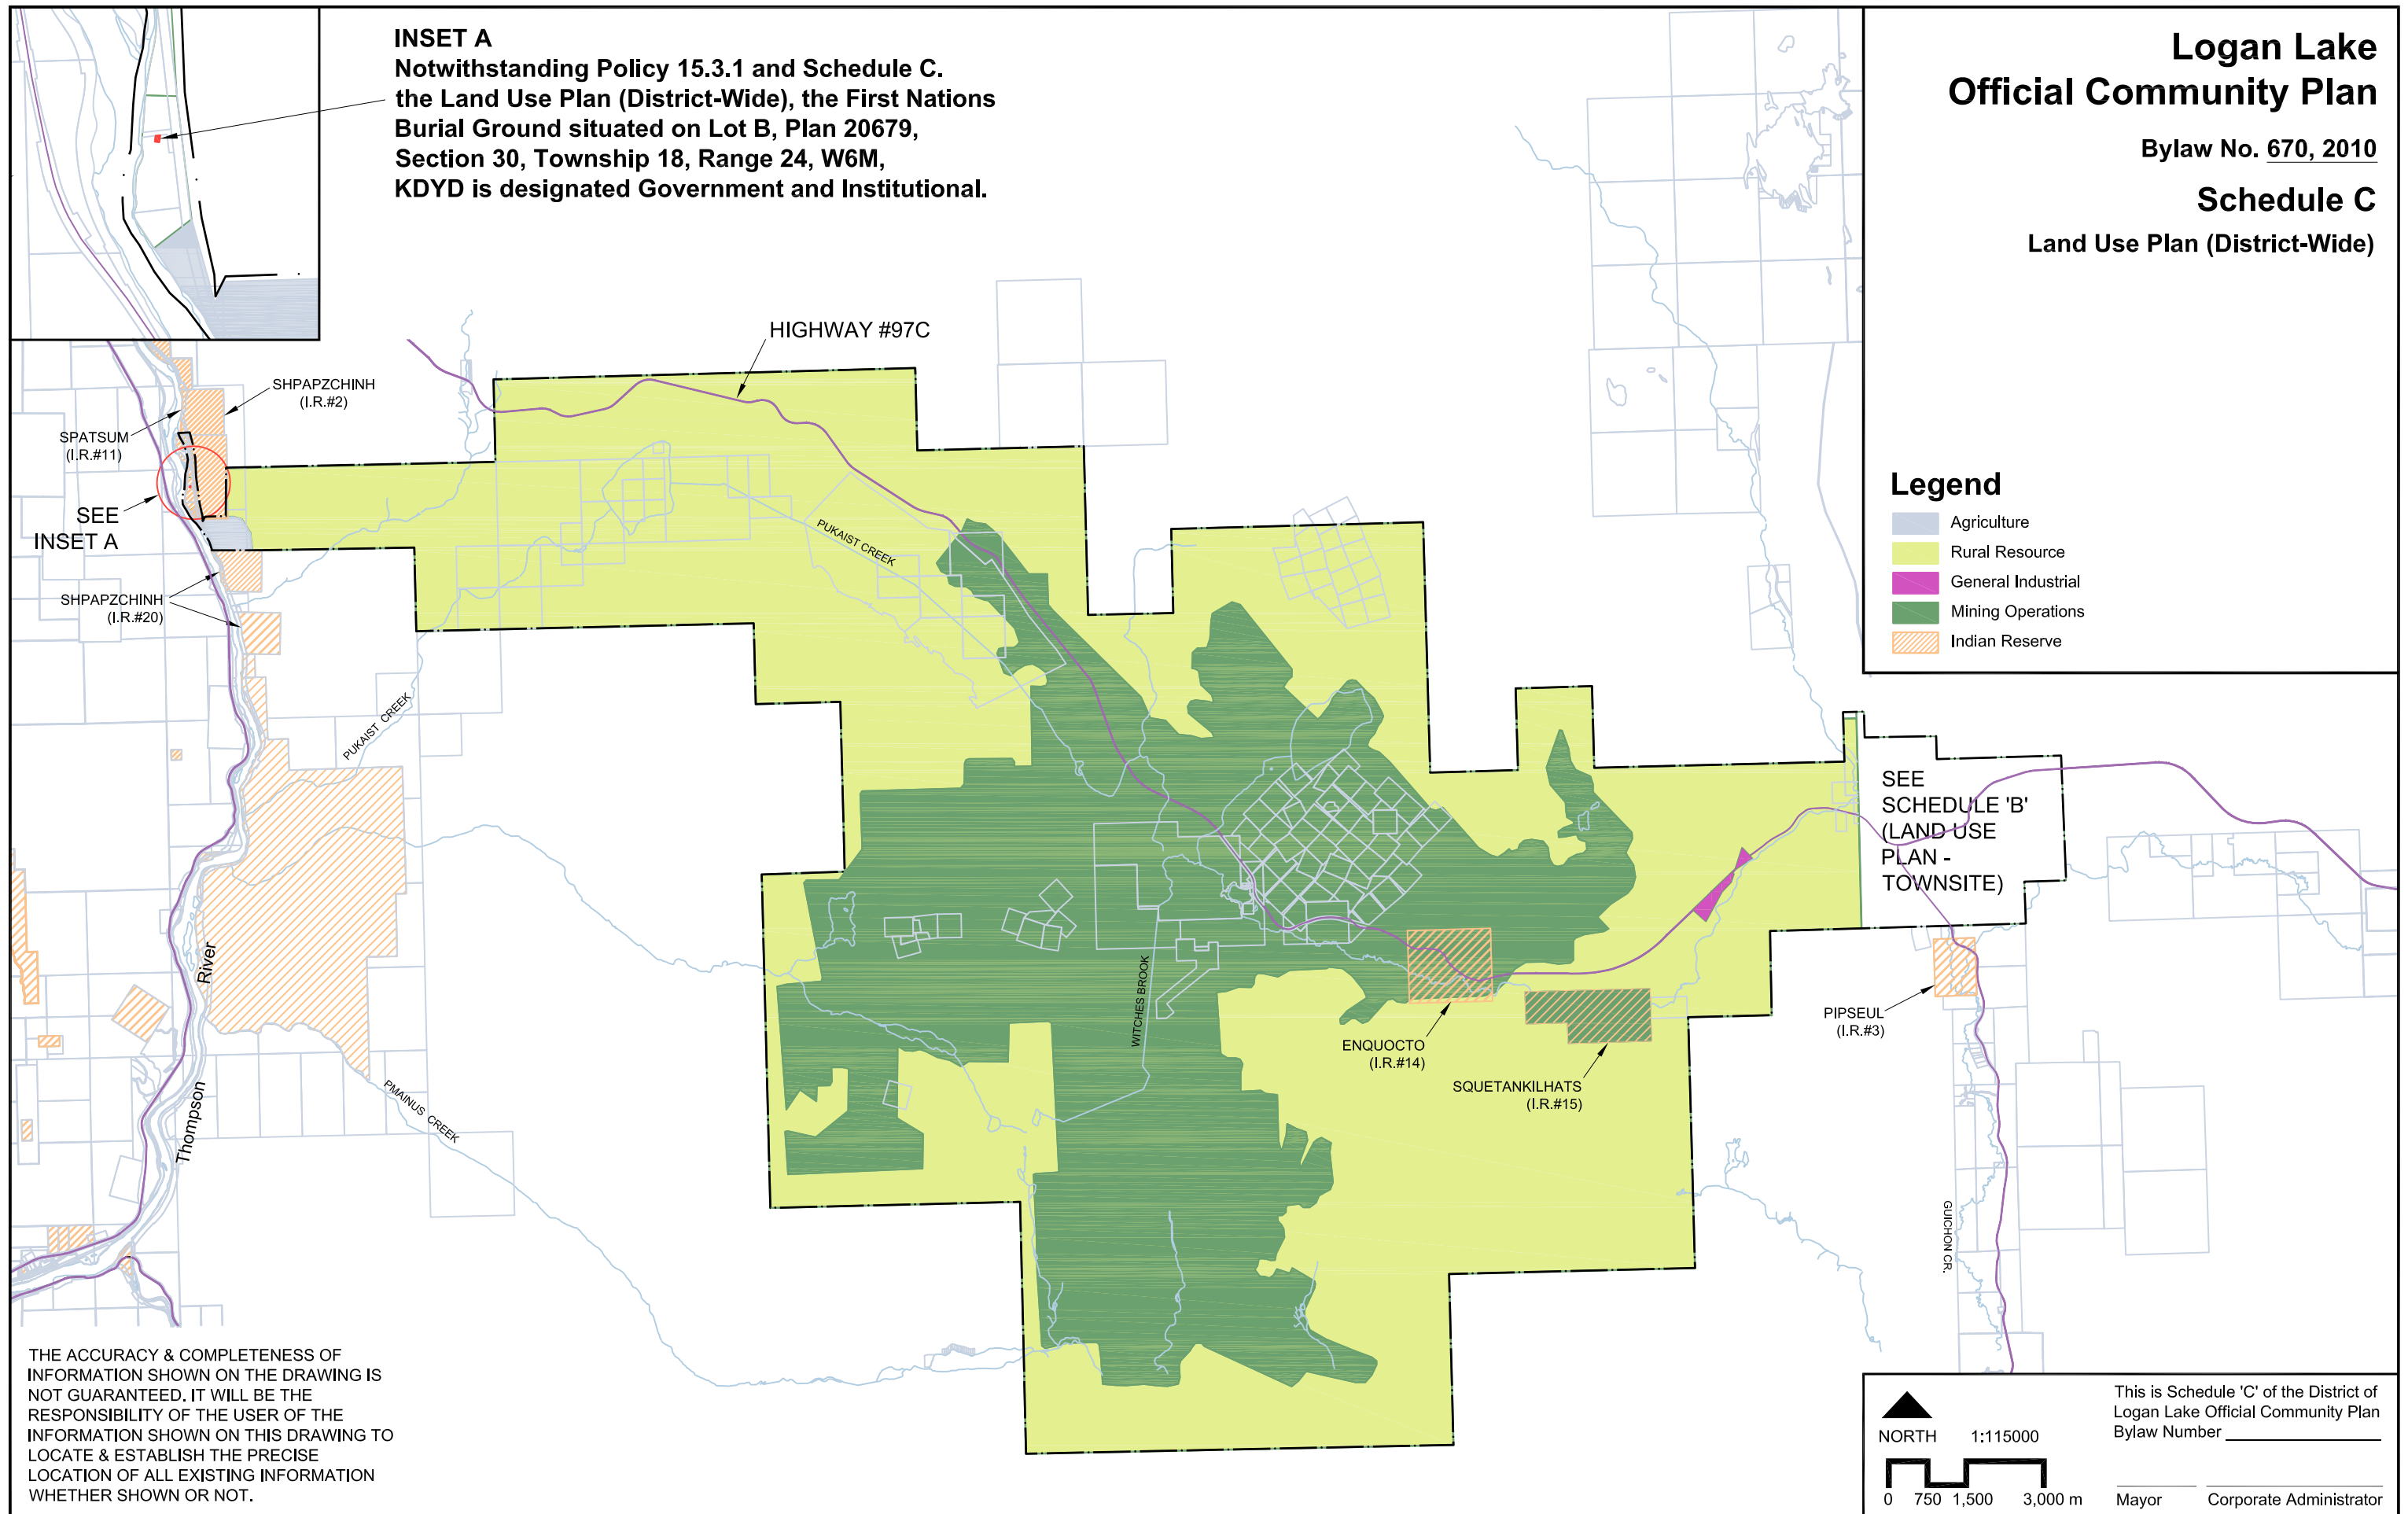 INSET A
Notwithstanding Policy 15.3.1 and Schedule C.
the Land Use Plan (District-Wide), the First Nations
Burial Ground situated on Lot B, Plan 20679,
Section 30, Township 18, Range 24, W6M,
KDYD is designated Government and Institutional.
Logan Lake
Official Community Plan
Bylaw No. 670, 2010
Schedule C
Land Use Plan (District-Wide)
Legend
Agriculture
Rural Resource
General Industrial
Mining Operations
Indian Reserve
HIGHWAY #97C
SHPAPZCHINH
(I.R.#2)
SPATSUM
(I.R.#11)
SEE
INSET A
SHPAPZCHINH
(I.R.#20)
PUKAIST CREEK
PUKAIST CREEK
SEE
SCHEDULE 'B'
(LAND USE
PLAN -
TOWNSITE)
River
Thompson
WITCHES BROOK
PIPSEUL
(I.R.#3)
ENQUOCTO
(I.R.#14)
SQUETANKILHATS
(I.R.#15)
PMAINUS CREEK
GUICHON CR.
THE ACCURACY & COMPLETENESS OF
INFORMATION SHOWN ON THE DRAWING IS
NOT GUARANTEED. IT WILL BE THE
RESPONSIBILITY OF THE USER OF THE
INFORMATION SHOWN ON THIS DRAWING TO
LOCATE & ESTABLISH THE PRECISE
LOCATION OF ALL EXISTING INFORMATION
WHETHER SHOWN OR NOT.
NORTH 1:115000
0 750 1,500 3,000 m
This is Schedule 'C' of the District of
Logan Lake Official Community Plan
Bylaw Number
Mayor Corporate Administrator